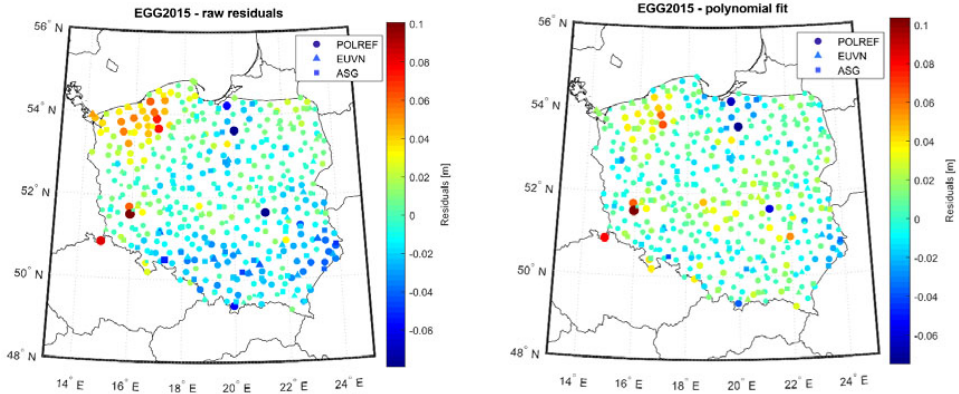 EGG2015 - raw residuals
56° N
54° N
52° N
50° N
48° N
14° E
16° E
18° E
20° E
22° E
24° E
POLREF
EUVN
ASG
0.1
0.08
0.06
0.04
0.02
0
-0.02
-0.04
-0.06
Residuals [m]
EGG2015 - polynomial fit
56° N
54° N
52° N
50° N
48° N
14° E
16° E
18° E
20° E
22° E
24° E
POLREF
EUVN
ASG
0.1
0.08
0.06
0.04
0.02
0
-0.02
-0.04
-0.06
Residuals [m]